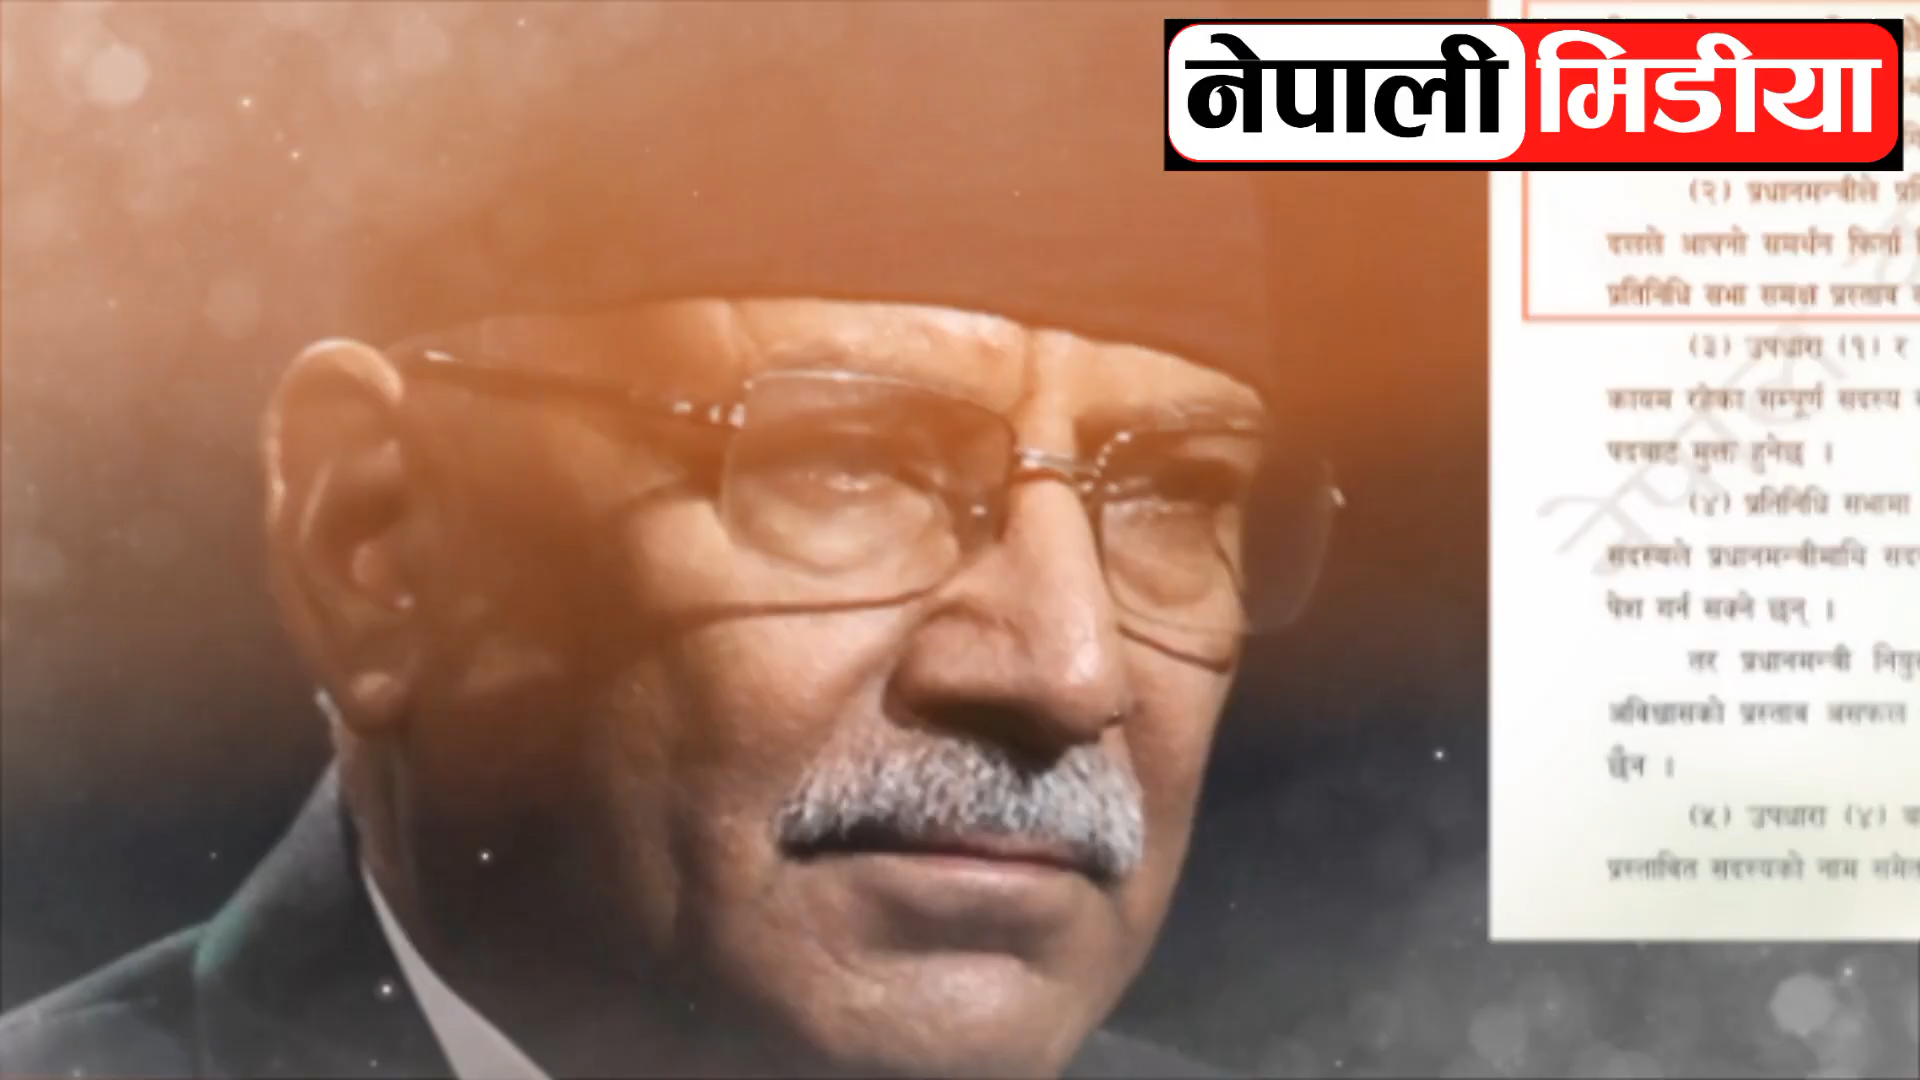 नेपाली मिडीया
(२) प्रधानमन्त्रीले
दलले आफ्नो समर्थन फिर्ता
प्रतिनिधि सभा समक्ष प्रस्ताव
(३) उपधारा (१) र
कायम रहेका सम्पूर्ण सदस्य
पदबाट मुक्त हुनेछ ।
(४) प्रतिनिधि सभामा
सदस्यले प्रधानमन्त्रीमाथि
पेश गर्न सक्ने छन् ।
तर प्रधानमन्त्री
अविश्वासको प्रस्ताव असफल
छैन ।
(५) उपधारा (४)
प्रस्तावित सदस्यको नाम समेत